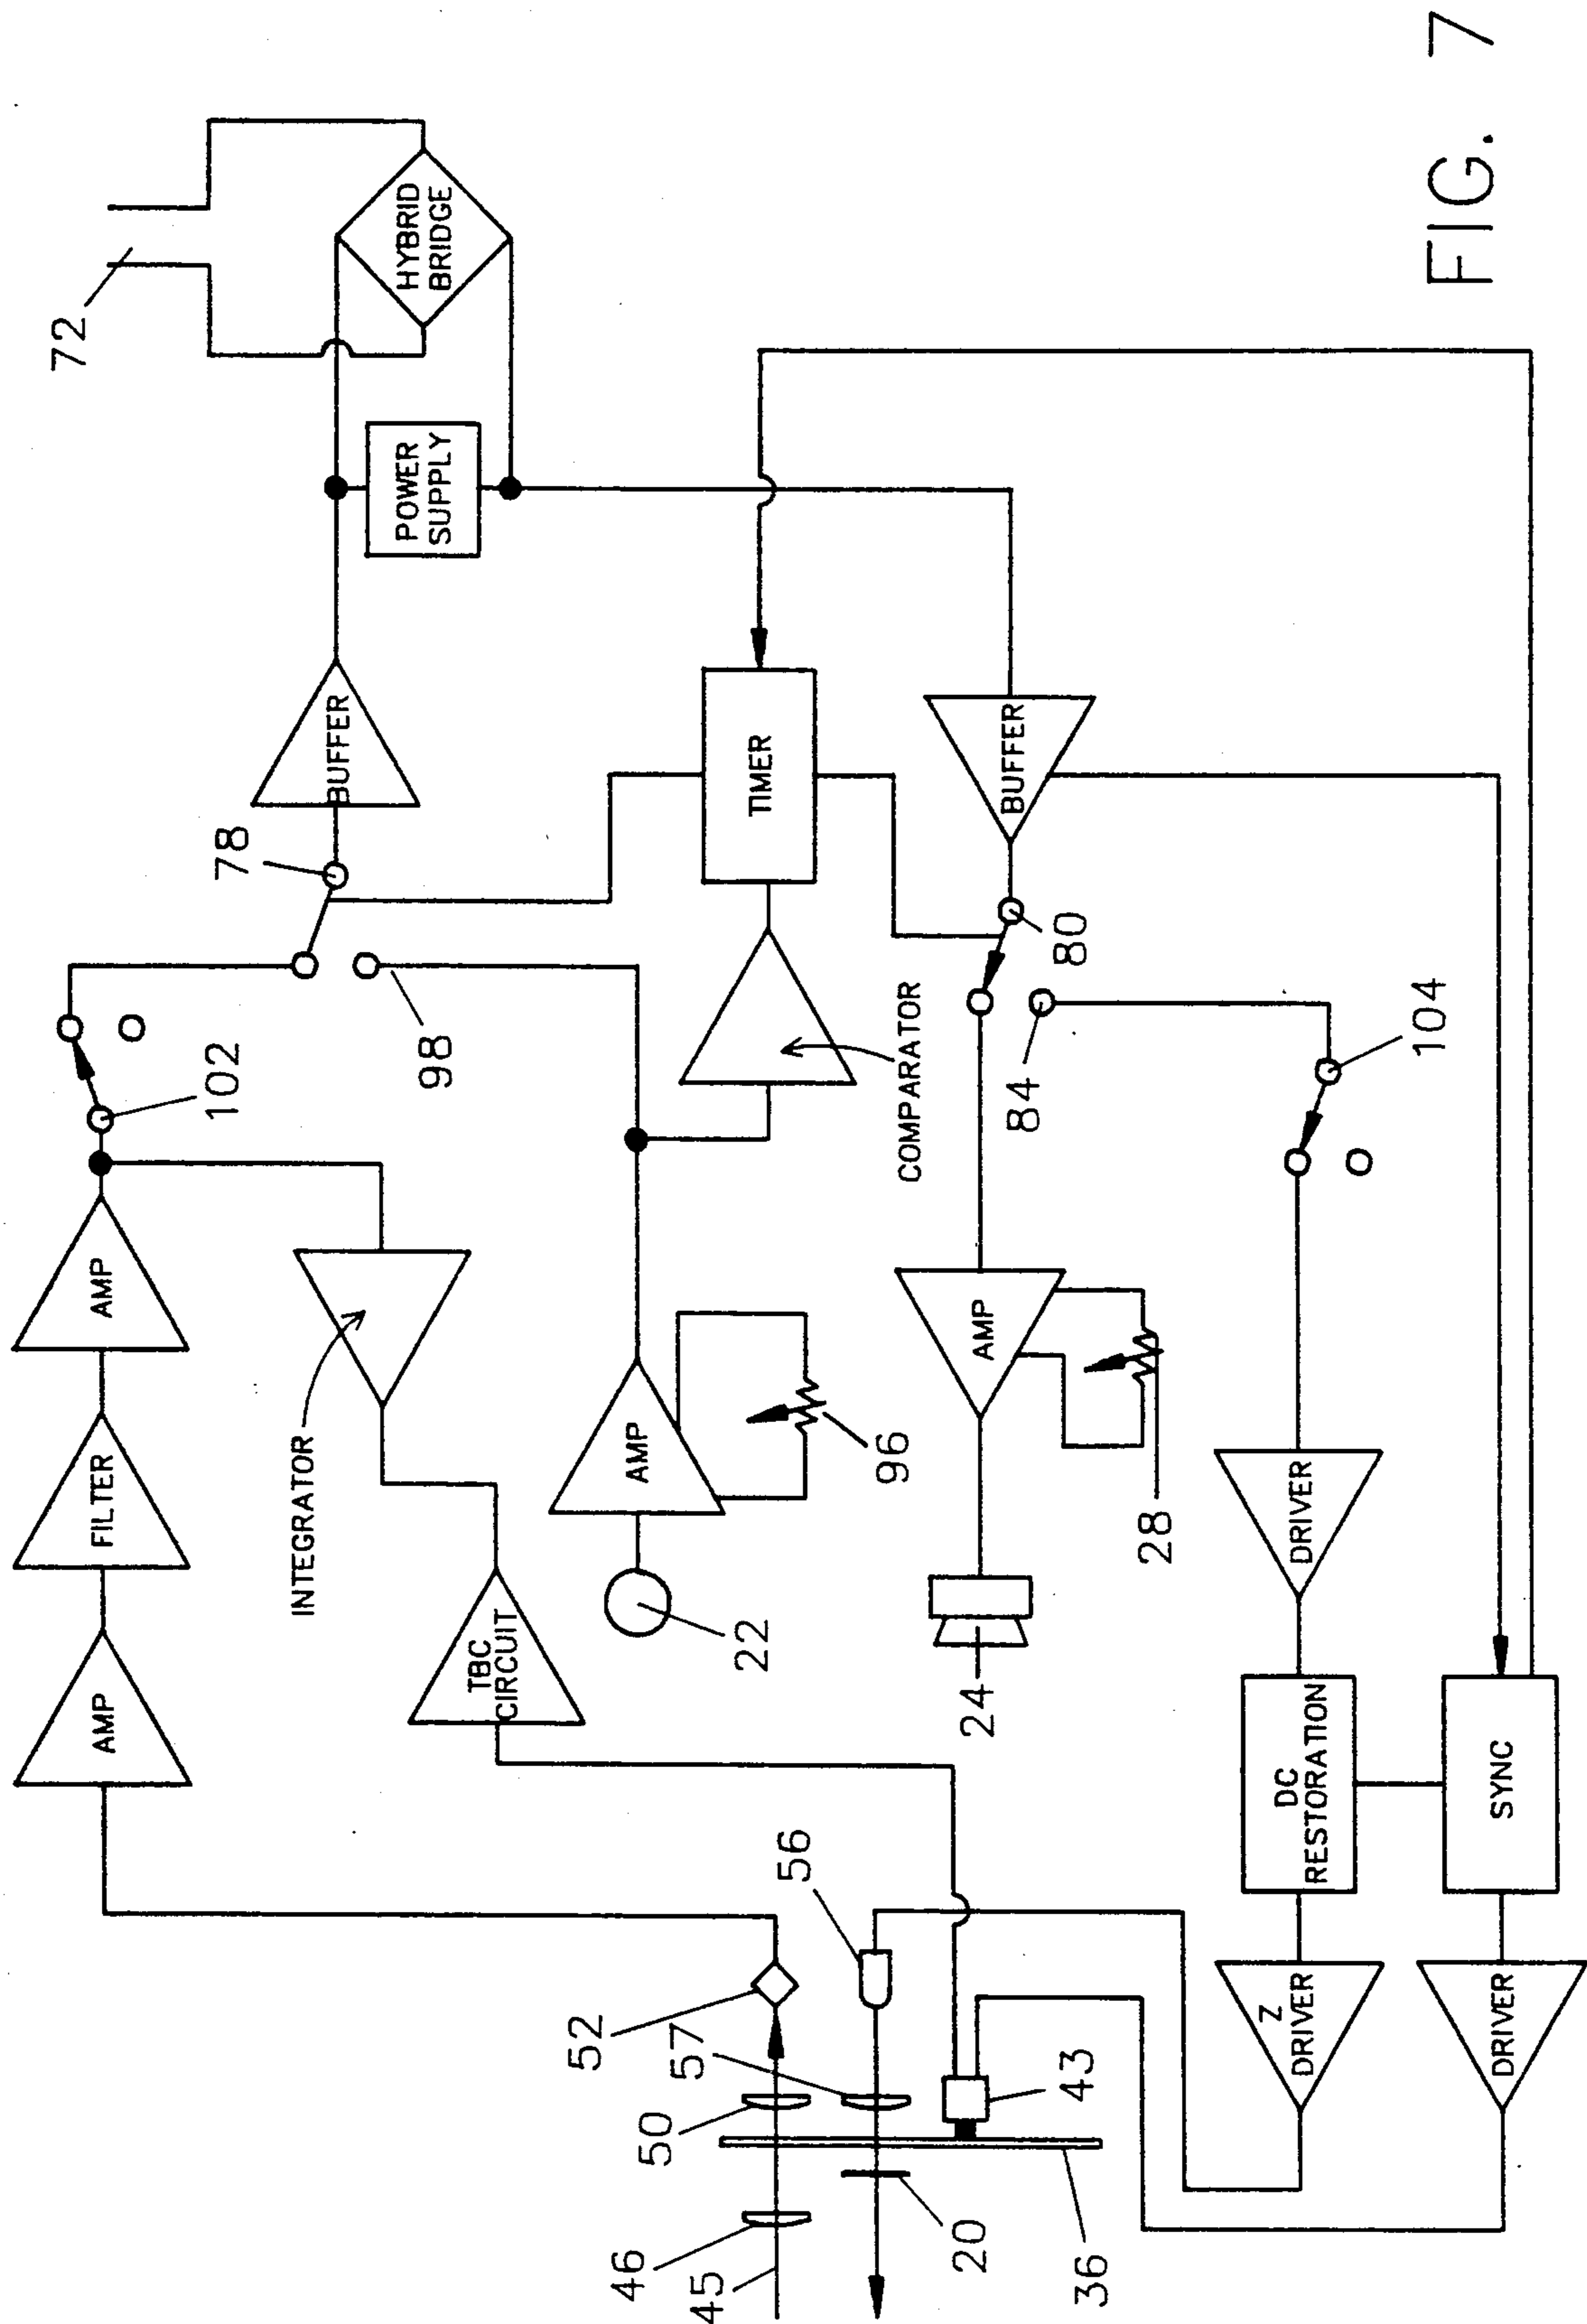 72
HYBRID
BRIDGE
POWER
SUPPLY
BUFFER
78
102
98
AMP
FILTER
AMP
INTEGRATOR
TBC
CIRCUIT
AMP
96
22
COMPARATOR
TIMER
BUFFER
80
84
104
AMP
28
24
DRIVER
DC
RESTORATION
SYNC
Z
DRIVER
DRIVER
56
52
57
50
43
46
45
20
36
FIG. 7